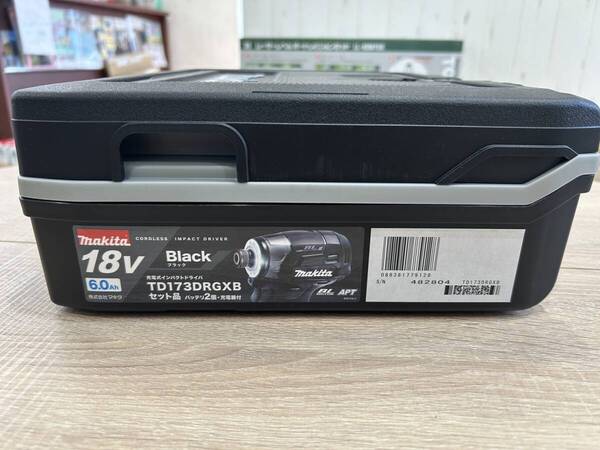 makita
CORDLESS IMPACT DRIVER
18V
Black
ブラック
6.0Ah
充電式インパクトドライバ
TD173DRGXB
株式会社マキタ
セット品 バッテリ2個・充電器付
BL
makita
BL
APT
088381779120
S/N 482804 TD173DRGXB